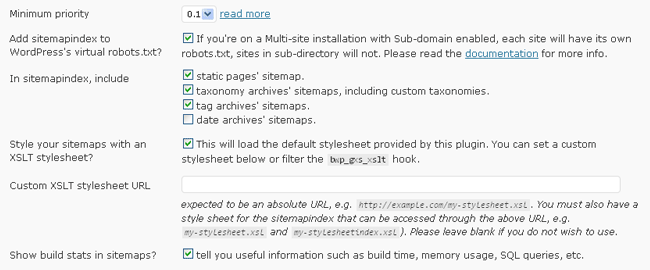 Minimum priority 0.1 read more
Add sitemapindex to If you're on a Multi-site installation with Sub-domain enabled, each site will have its own
WordPress's virtual robots.txt? robots.txt, sites in sub-directory will not. Please read the documentation for more info.
In sitemapindex, include static pages' sitemap.
taxonomy archives' sitemaps, including custom taxonomies.
tag archives' sitemaps.
date archives' sitemaps.
Style your sitemaps with an This will load the default stylesheet provided by this plugin. You can set a custom
XSLT stylesheet? stylesheet below or filter the bwp_gxs_xslt hook.
Custom XSLT stylesheet URL
expected to be an absolute URL, e.g. http://example.com/my-stylesheet.xsl. You must also have a
style sheet for the sitemapindex that can be accessed through the above URL, e.g.
my-stylesheet.xsl and my-stylesheetindex.xsl). Please leave blank if you do not wish to use.
Show build stats in sitemaps? tell you useful information such as build time, memory usage, SQL queries, etc.